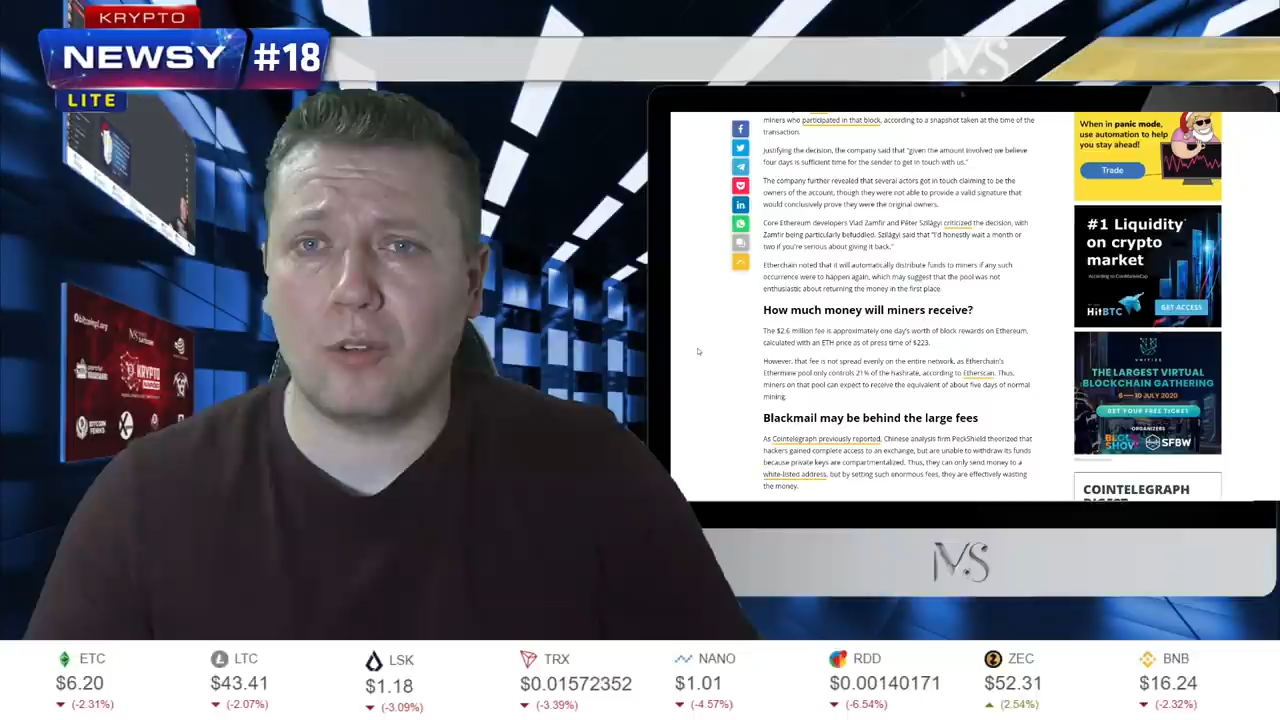 KRYPTO
NEWSY #18
LITE
MS
miners who participated in that block, according to a snapshot taken at the time of the
transaction.
Justifying the decision, the company said that "given the amount involved we believe
four days is sufficient time for the sender to get in touch with us."
The company further revealed that several actors got in touch claiming to be the
owners of the account, though they were not able to provide a valid signature that
would conclusively prove they were the original owners.
Core Ethereum developers Vlad Zamfir and Péter Szilágyi criticized the decision, with
Zamfir being particularly befuddled. Szilágyi said that "I'd honestly wait a month or
two if you're serious about giving it back."
Etherchain noted that it will automatically distribute funds to miners if any such
occurrence were to happen again, which may suggest that the pool was not
enthusiastic about returning the money in the first place.
How much money will miners receive?
The $2.6 million fee is approximately one day's worth of block rewards on Ethereum,
calculated with an ETH price as of press time of $223.
However, that fee is not spread evenly on the entire network, as Etherchain's
Ethermine pool only controls 21% of the hashrate, according to Etherscan. Thus,
miners on that pool can expect to receive the equivalent of about five days of normal
mining.
Blackmail may be behind the large fees
As Cointelegraph previously reported, Chinese analysis firm PeckShield theorized that
hackers gained complete access to an exchange, but are unable to withdraw its funds
because private keys are compartmentalized. Thus, they can only send money to a
white-listed address, but by setting such enormous fees, they are effectively wasting
the money.
When in panic mode,
use automation to help
you stay ahead!
Trade
#1 Liquidity
on crypto
market
According to CoinMarketCap
HitBTC
GET ACCESS
UNITIZE
THE LARGEST VIRTUAL
BLOCKCHAIN GATHERING
6 — 10 JULY 2020
GET YOUR FREE TICKET
ORGANIZERS
BLOCK SHOW
SFBW
COINTELEGRAPH
MS
KRYPTO
ETC
$6.20
(-2.31%)
LTC
$43.41
(-2.07%)
LSK
$1.18
(-3.09%)
TRX
$0.01572352
(-3.39%)
NANO
$1.01
(-4.57%)
RDD
$0.00140171
(-6.54%)
ZEC
$52.31
(2.54%)
BNB
$16.24
(-2.32%)